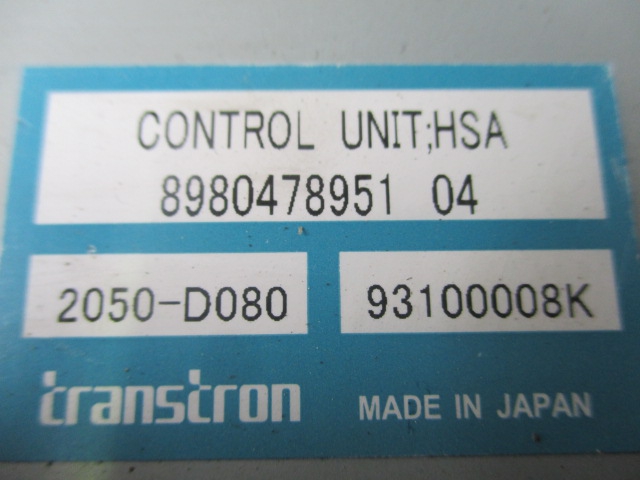 CONTROL UNIT;HSA
8980478951 04
2050-D080
93100008K
transtron
MADE IN JAPAN